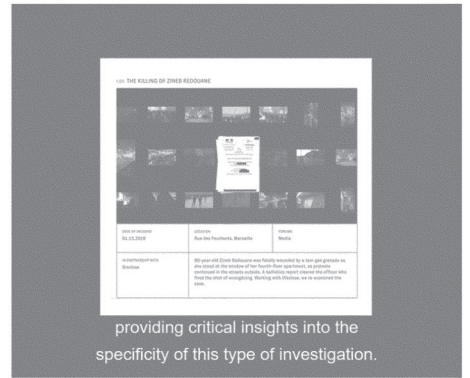 THE KILLING OF ZINEB REDOUANE
DATE OF INCIDENT
LOCATION
FORUMS
01.12.2018
Rue des Feuillants, Marseille
Media
IN PARTNERSHIP WITH
Disclose
80-year-old Zineb Redouane was fatally wounded by a tear gas grenade as
she stood at the window of her fourth-floor apartment, as protests
continued in the streets outside. A ballistics report cleared the officer who
fired the shot of wrongdoing. Working with Disclose, we re-examined the
case.
providing critical insights into the
specificity of this type of investigation.